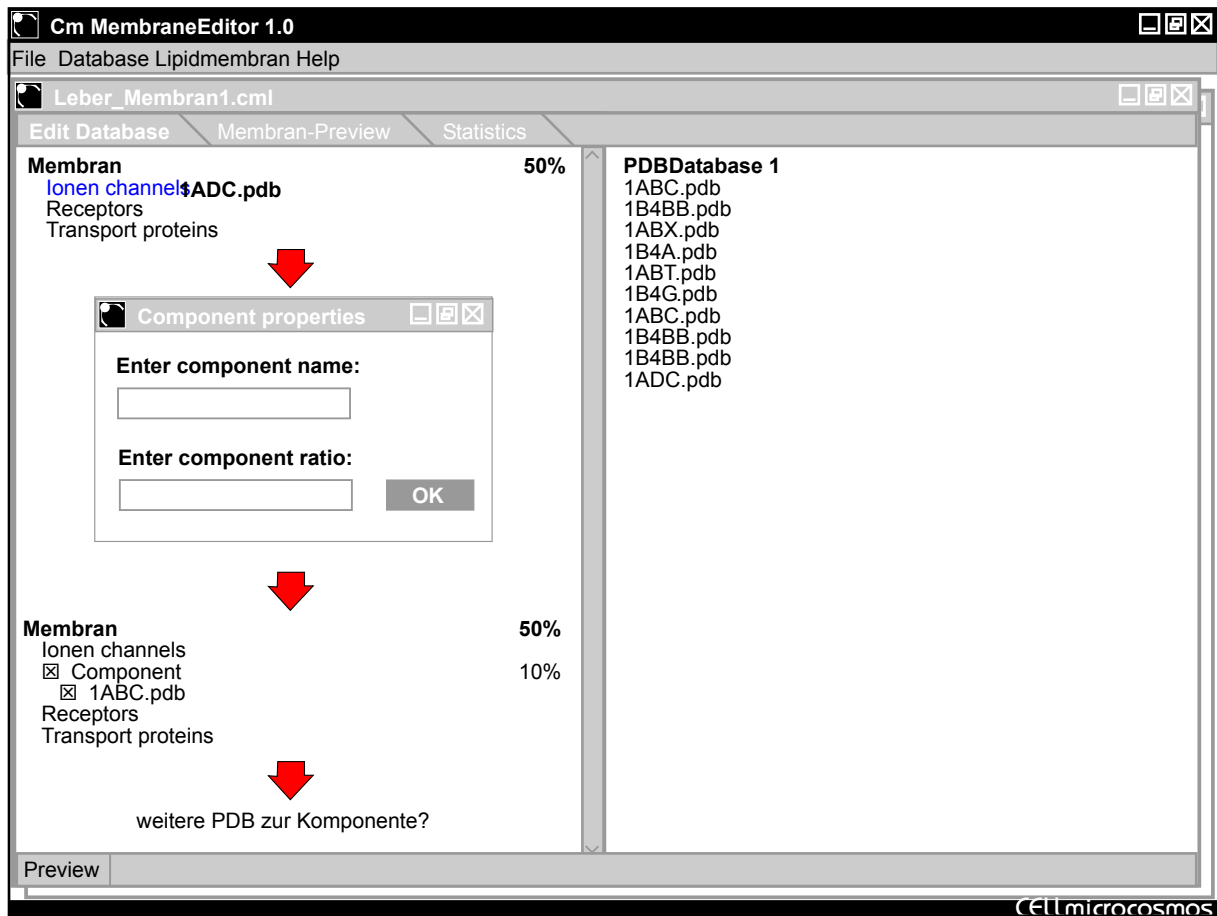 Cm MembraneEditor 1.0
File Database Lipidmembran Help
Leber_Membran1.cml
Edit Database Membran-Preview Statistics
Membran 50%
Ionen channels 1ADC.pdb
Receptors
Transport proteins
Component properties
Enter component name:
Enter component ratio:
OK
Membran 50%
Ionen channels
☒ Component 10%
☒ 1ABC.pdb
Receptors
Transport proteins
weitere PDB zur Komponente?
PDBDatabase 1
1ABC.pdb
1B4BB.pdb
1ABX.pdb
1B4A.pdb
1ABT.pdb
1B4G.pdb
1ABC.pdb
1B4BB.pdb
1B4BB.pdb
1ADC.pdb
Preview
CELLmicrocosmos